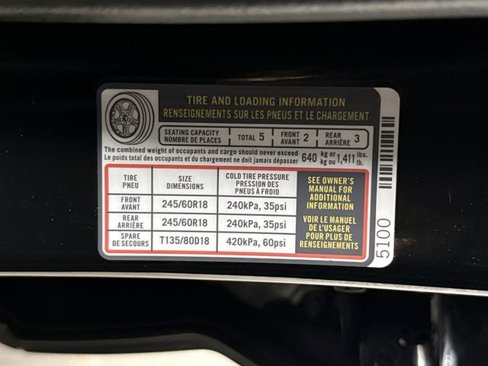 TIRE AND LOADING INFORMATION
RENSEIGNEMENTS SUR LES PNEUS ET LE CHARGEMENT
SEATING CAPACITY TOTAL 5 FRONT 2 REAR 3
NOMBRE DE PLACES AVANT ARRIÈRE
The combined weight of occupants and cargo should never exceed 640 kg or 1,411 lbs.
Le poids total des occupants et du chargement ne doit jamais dépasser kg ou lb.
TIRE SIZE COLD TIRE PRESSURE
PNEU DIMENSIONS PRESSION DES
PNEUS À FROID
FRONT
AVANT 245/60R18 240kPa, 35psi
REAR
ARRIÈRE 245/60R18 240kPa, 35psi
SPARE
DE SECOURS T135/80D18 420kPa, 60psi
SEE OWNER'S
MANUAL FOR
ADDITIONAL
INFORMATION
VOIR LE MANUEL
DE L'USAGER
POUR PLUS DE
RENSEIGNEMENTS
5100